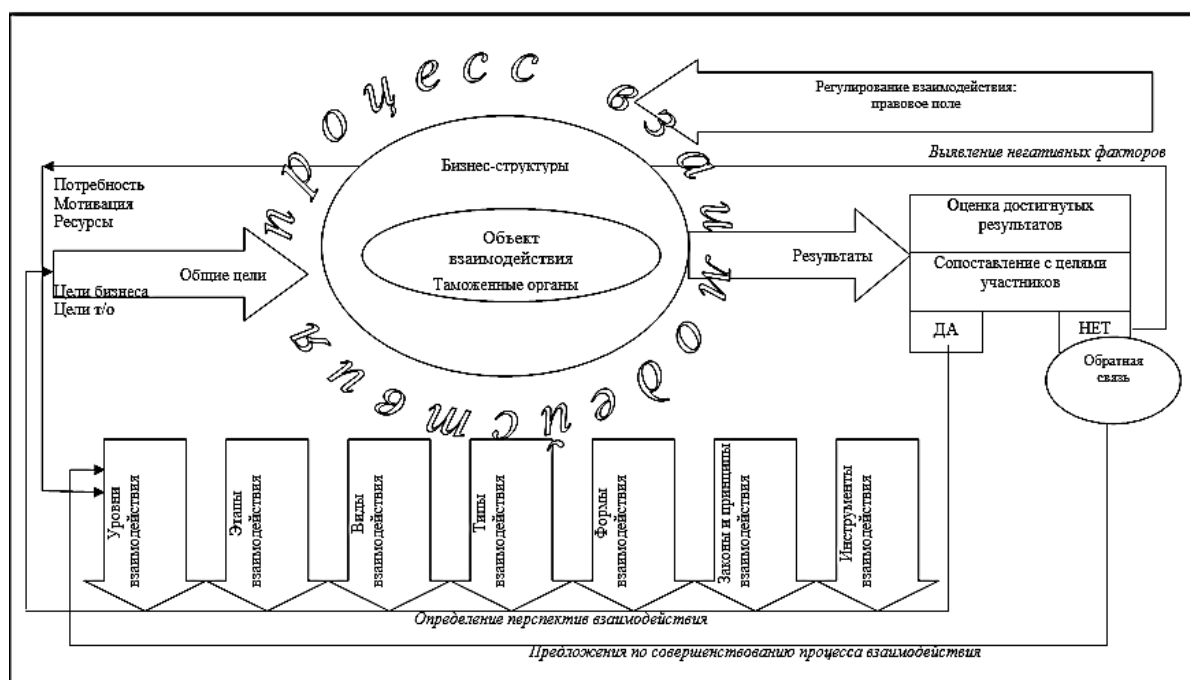 процесс взаимодействия
Регулирование взаимодействия:
правовое поле
Выявление негативных факторов
Бизнес-структуры
Потребность
Мотивация
Ресурсы
Объект
взаимодействия
Таможенные органы
Общие цели
Цели бизнеса
Цели т/о
Результаты
Оценка достигнутых
результатов
Сопоставление с целями
участников
ДА
НЕТ
Обратная
связь
Уровни
взаимодействия
Этапы
взаимодействия
Виды
взаимодействия
Типы
взаимодействия
Формы
взаимодействия
Законы и принципы
взаимодействия
Инструменты
взаимодействия
Определение перспектив взаимодействия
Предложения по совершенствованию процесса взаимодействия